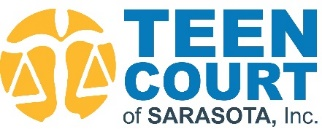 TEEN
COURT
of SARASOTA, Inc.